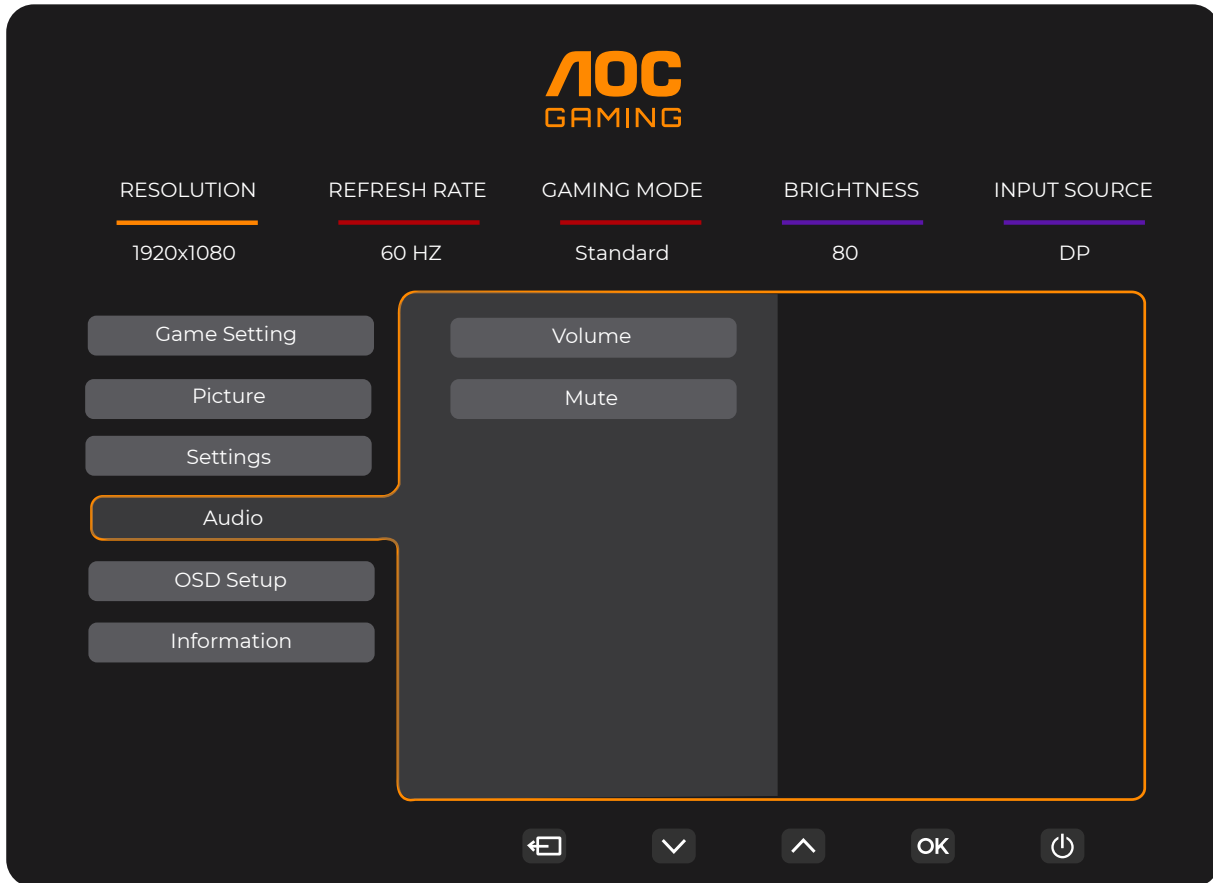 AOC
GAMING
RESOLUTION REFRESH RATE GAMING MODE BRIGHTNESS INPUT SOURCE
1920x1080 60 HZ Standard 80 DP
Game Setting Volume
Picture Mute
Settings
Audio
OSD Setup
Information
OK